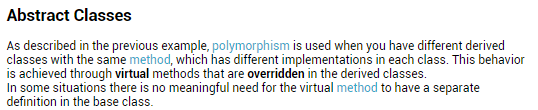 Abstract Classes
As described in the previous example, polymorphism is used when you have different derived
classes with the same method, which has different implementations in each class. This behavior
is achieved through virtual methods that are overridden in the derived classes.
In some situations there is no meaningful need for the virtual method to have a separate
definition in the base class.